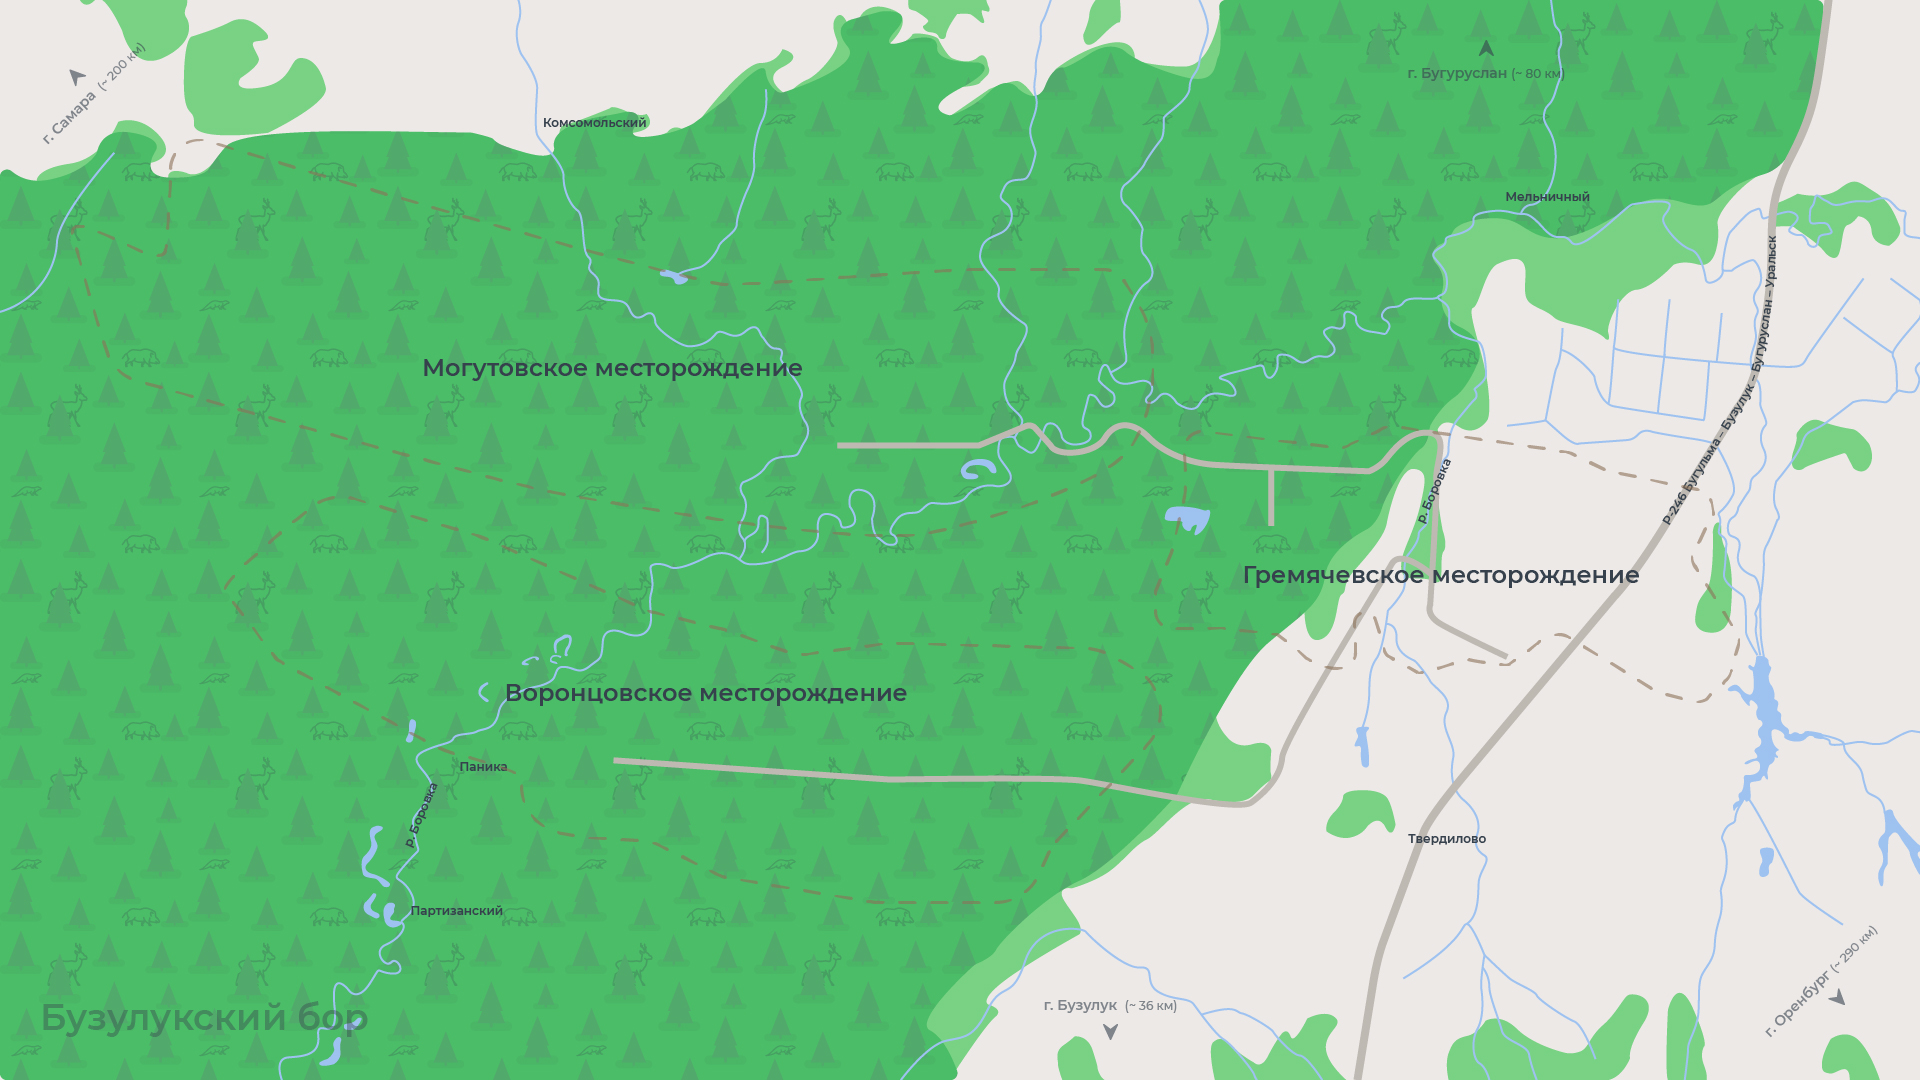 г. Самара (~ 200 км)
г. Бугуруслан (~ 80 км)
Комсомольский
Мельничный
Р-246 Бугульма – Бузулук – Бугуруслан – Уральск
Могутовское месторождение
р. Боровка
Гремячевское месторождение
Воронцовское месторождение
Паника
р. Боровка
Твердилово
Партизанский
г. Оренбург (~ 290 км)
г. Бузулук (~ 36 км)
Бузулукский бор